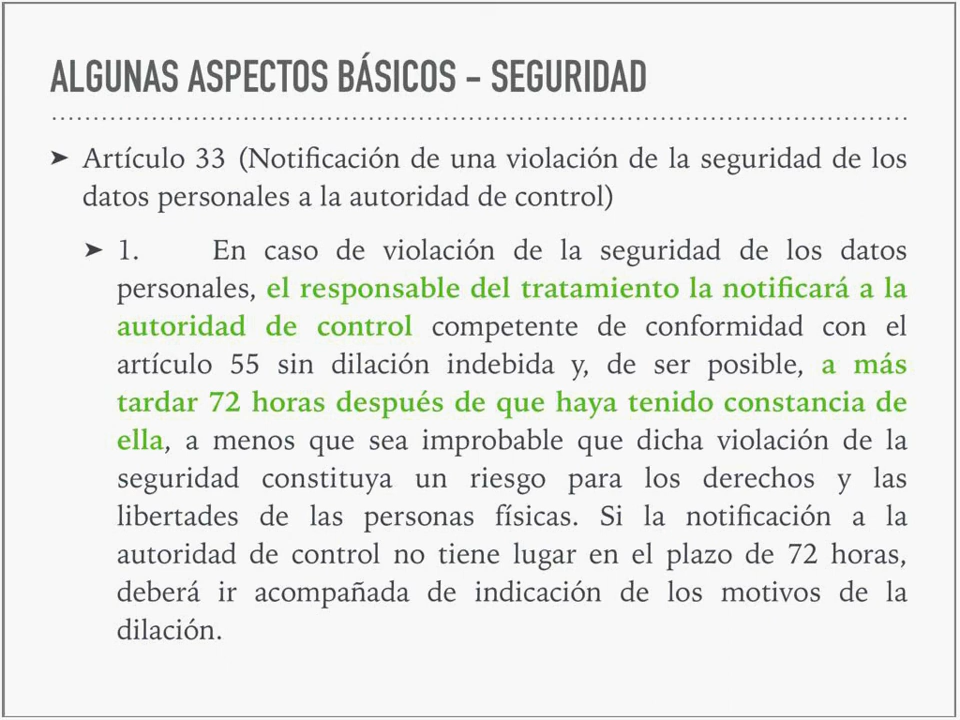 ALGUNAS ASPECTOS BÁSICOS - SEGURIDAD
➤ Artículo 33 (Notificación de una violación de la seguridad de los
datos personales a la autoridad de control)
➤ 1. En caso de violación de la seguridad de los datos
personales, el responsable del tratamiento la notificará a la
autoridad de control competente de conformidad con el
artículo 55 sin dilación indebida y, de ser posible, a más
tardar 72 horas después de que haya tenido constancia de
ella, a menos que sea improbable que dicha violación de la
seguridad constituya un riesgo para los derechos y las
libertades de las personas físicas. Si la notificación a la
autoridad de control no tiene lugar en el plazo de 72 horas,
deberá ir acompañada de indicación de los motivos de la
dilación.